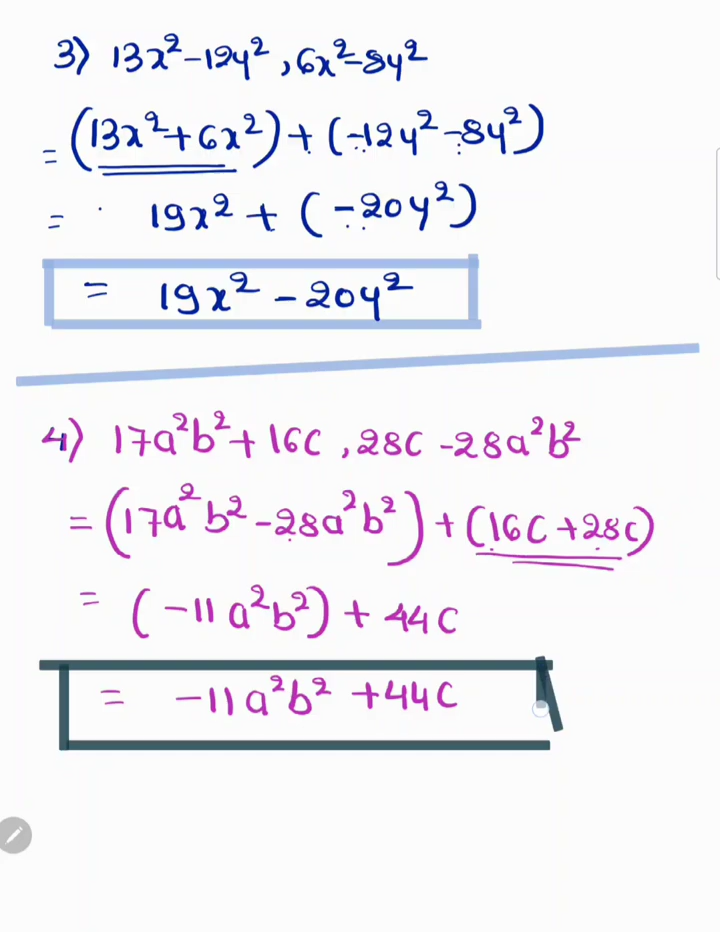 3) 13x² - 12y² , 6x² - 8y²
= (13x² + 6x²) + (-12y² - 8y²)
= 19x² + (-20y²)
= 19x² - 20y²
4) 17a²b² + 16c , 28c - 28a²b²
= (17a²b² - 28a²b²) + (16c + 28c)
= (-11a²b²) + 44c
= -11a²b² + 44c